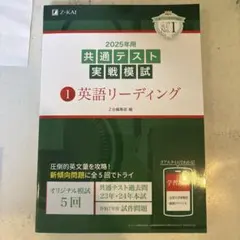 Z-KAI
1
2025年用
共通テスト
実戦模試
1 英語リーディング
Z会編集部 編
圧倒的英文量を攻略!
新傾向問題に全5回でトライ
オリジナル模試
5回
共通テスト過去問
23年・24年本試
試作問題